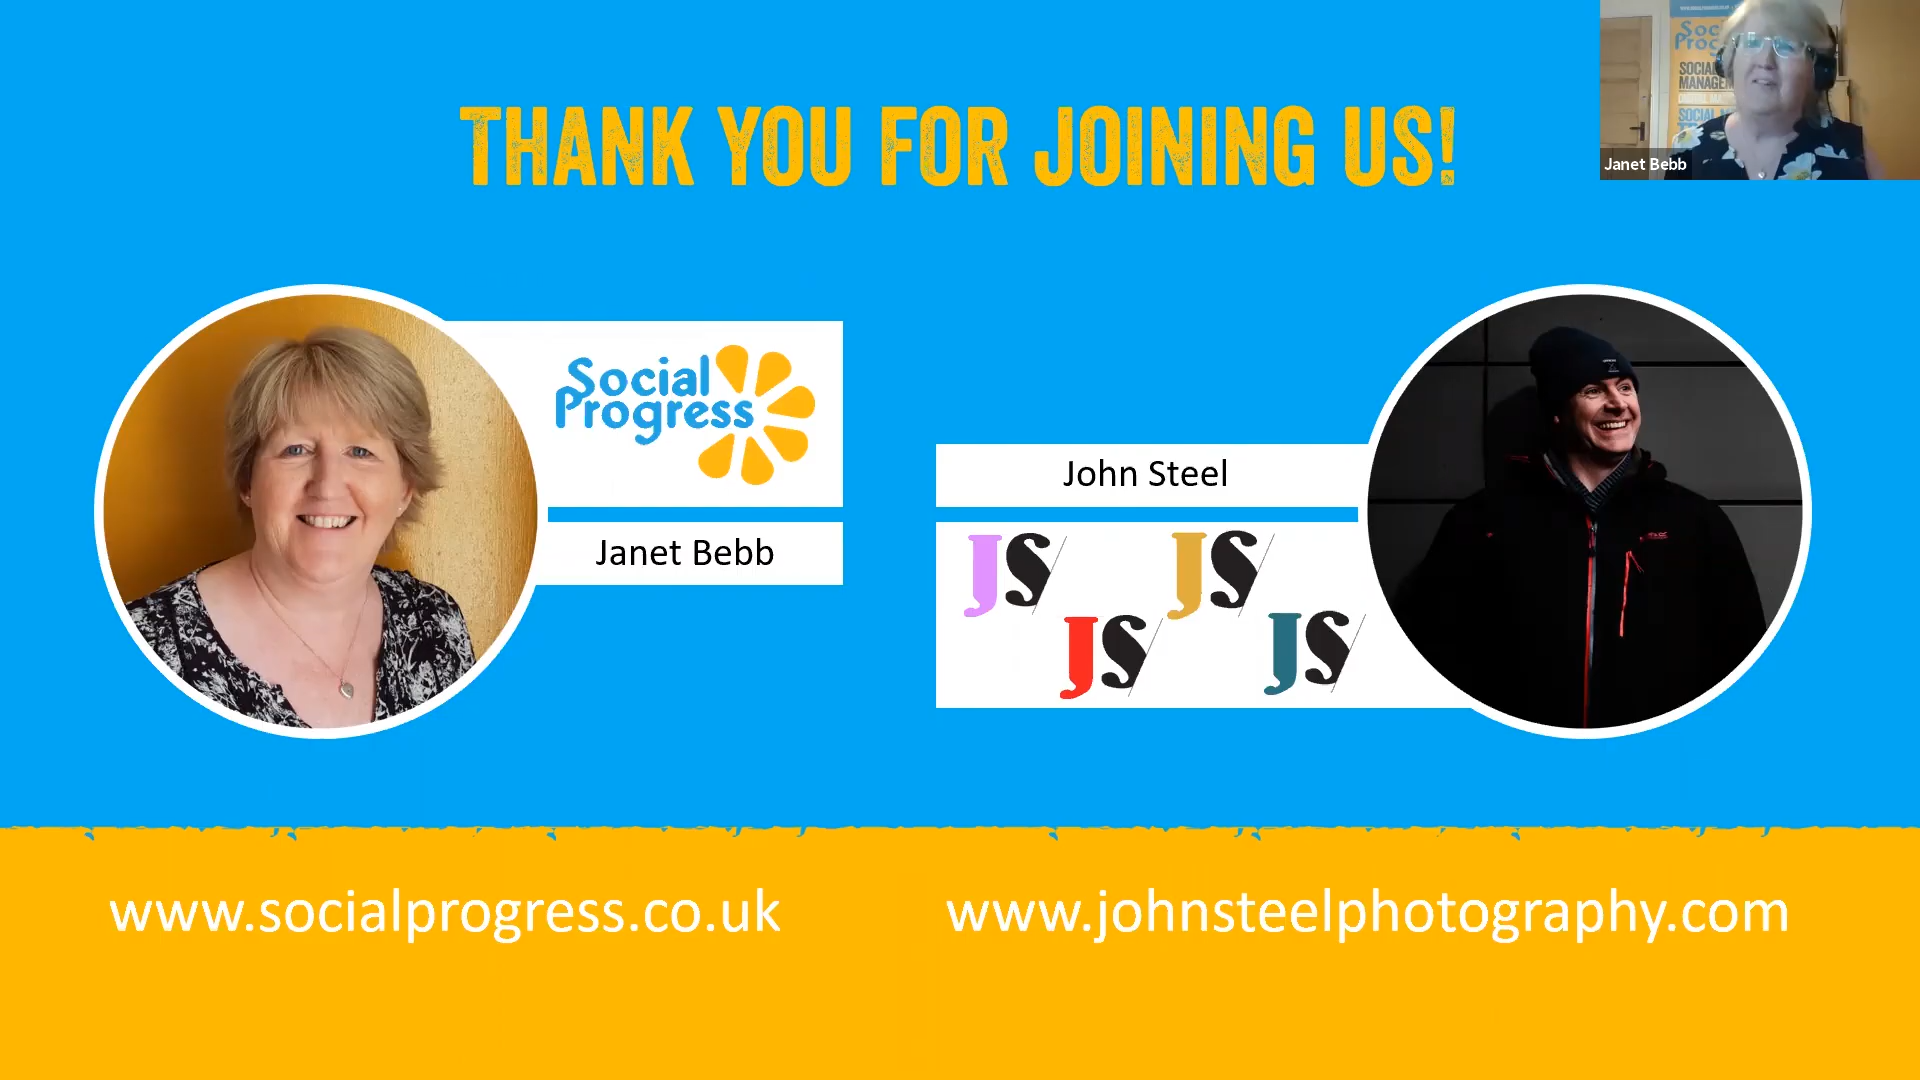 THANK YOU FOR JOINING US!
Social
Progress
Janet Bebb
John Steel
JS/
JS/
JS/
JS/
www.socialprogress.co.uk
www.johnsteelphotography.com
SOCIAL
Janet Bebb